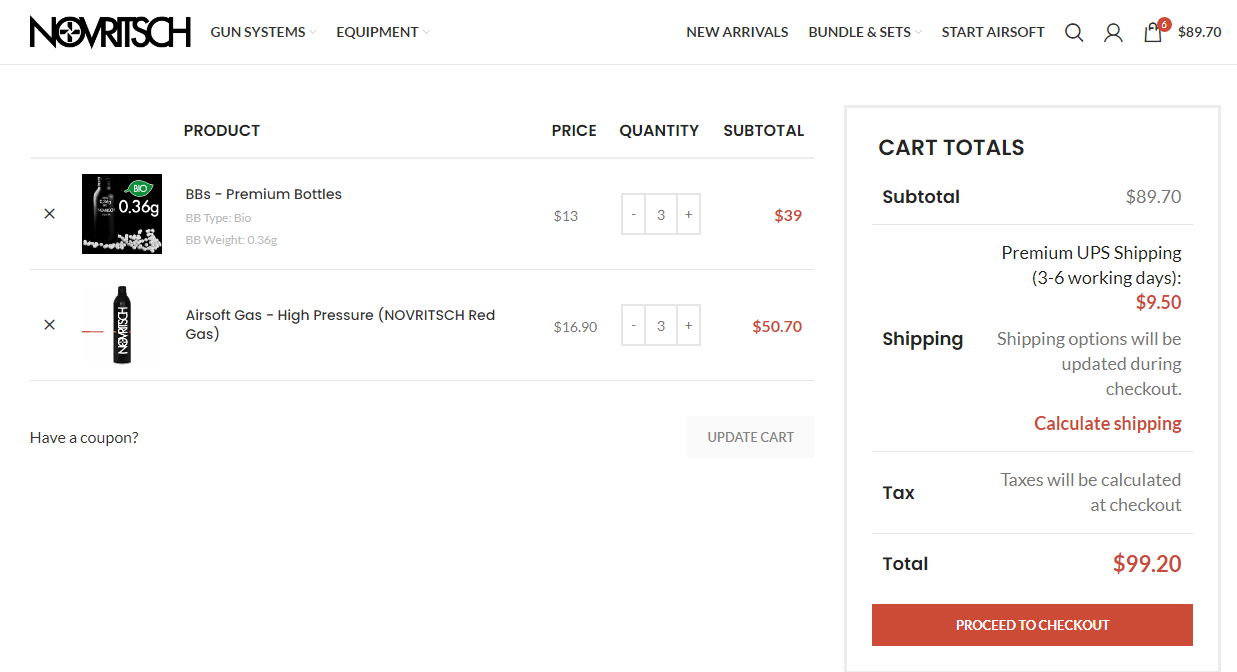 NOVRITSCH
GUN SYSTEMS
EQUIPMENT
NEW ARRIVALS
BUNDLE & SETS
START AIRSOFT
6
$89.70
PRODUCT PRICE QUANTITY SUBTOTAL
BIO
0.36g
BBs - Premium Bottles
BB Type: Bio
BB Weight: 0.36g
$13
- 3 +
$39
NOVRITSCH
Airsoft Gas - High Pressure (NOVRITSCH Red
Gas)
$16.90
- 3 +
$50.70
Have a coupon?
UPDATE CART
CART TOTALS
Subtotal $89.70
Shipping
Premium UPS Shipping
(3-6 working days):
$9.50
Shipping options will be
updated during
checkout.
Calculate shipping
Tax
Taxes will be calculated
at checkout
Total $99.20
PROCEED TO CHECKOUT